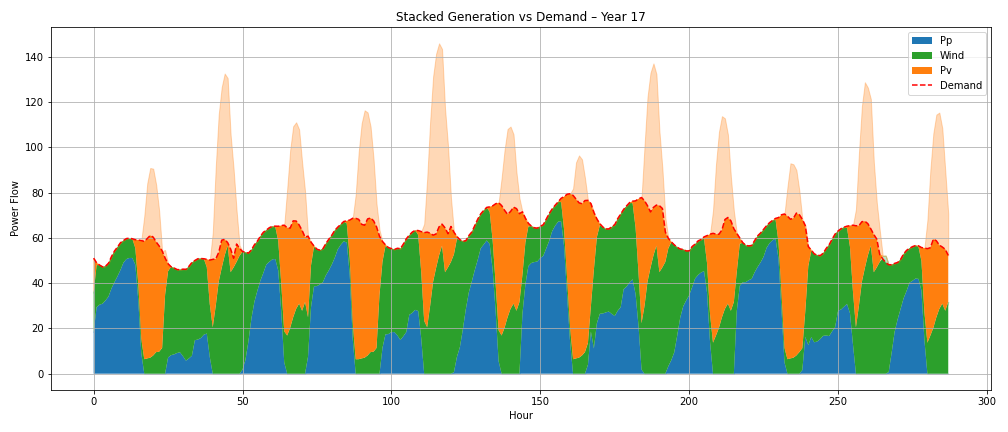 Stacked Generation vs Demand – Year 17
Power Flow
140
120
100
80
60
40
20
0
Pp
Wind
Pv
Demand
0
50
100
150
200
250
300
Hour